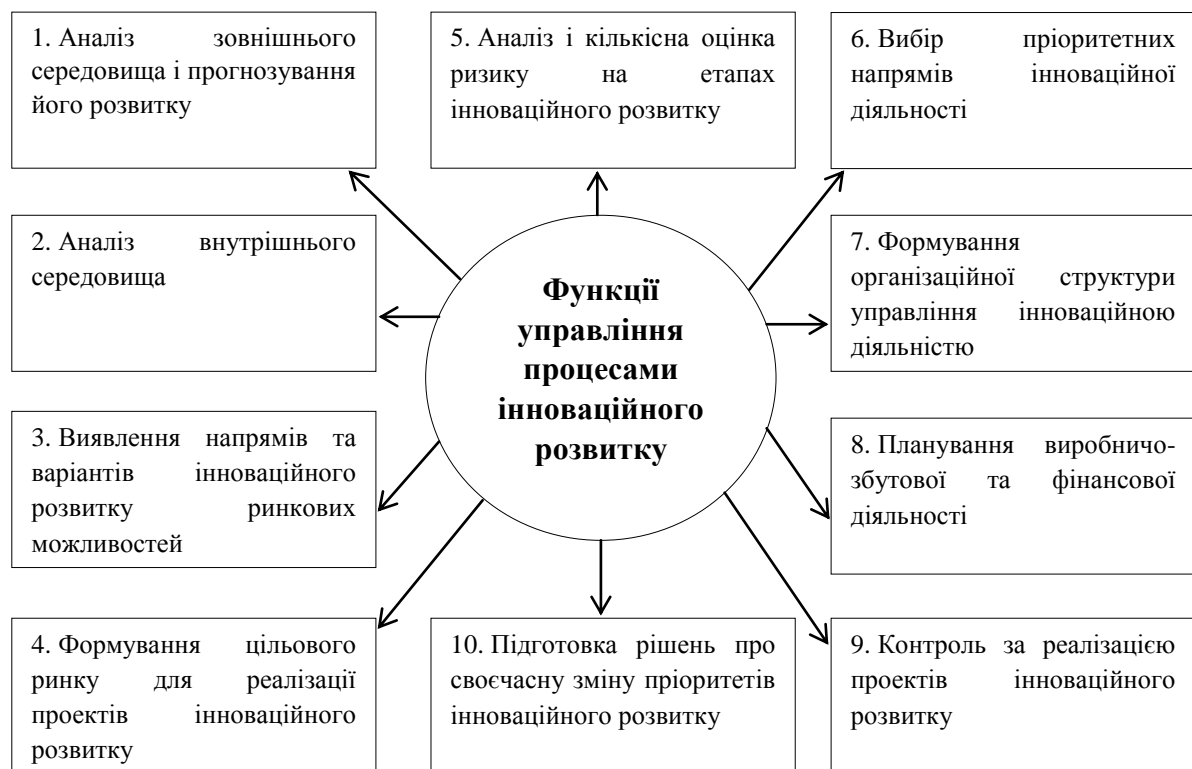 1. Аналіз зовнішнього
середовища і прогнозування
його розвитку
2. Аналіз внутрішнього
середовища
3. Виявлення напрямів та
варіантів інноваційного
розвитку ринкових
можливостей
4. Формування цільового
ринку для реалізації
проектів інноваційного
розвитку
5. Аналіз і кількісна оцінка
ризику на етапах
інноваційного розвитку
Функції
управління
процесами
інноваційного
розвитку
6. Вибір пріоритетних
напрямів інноваційної
діяльності
7. Формування
організаційної структури
управління інноваційною
діяльністю
8. Планування виробничо-
збутової та фінансової
діяльності
9. Контроль за реалізацією
проектів інноваційного
розвитку
10. Підготовка рішень про
своєчасну зміну пріоритетів
інноваційного розвитку